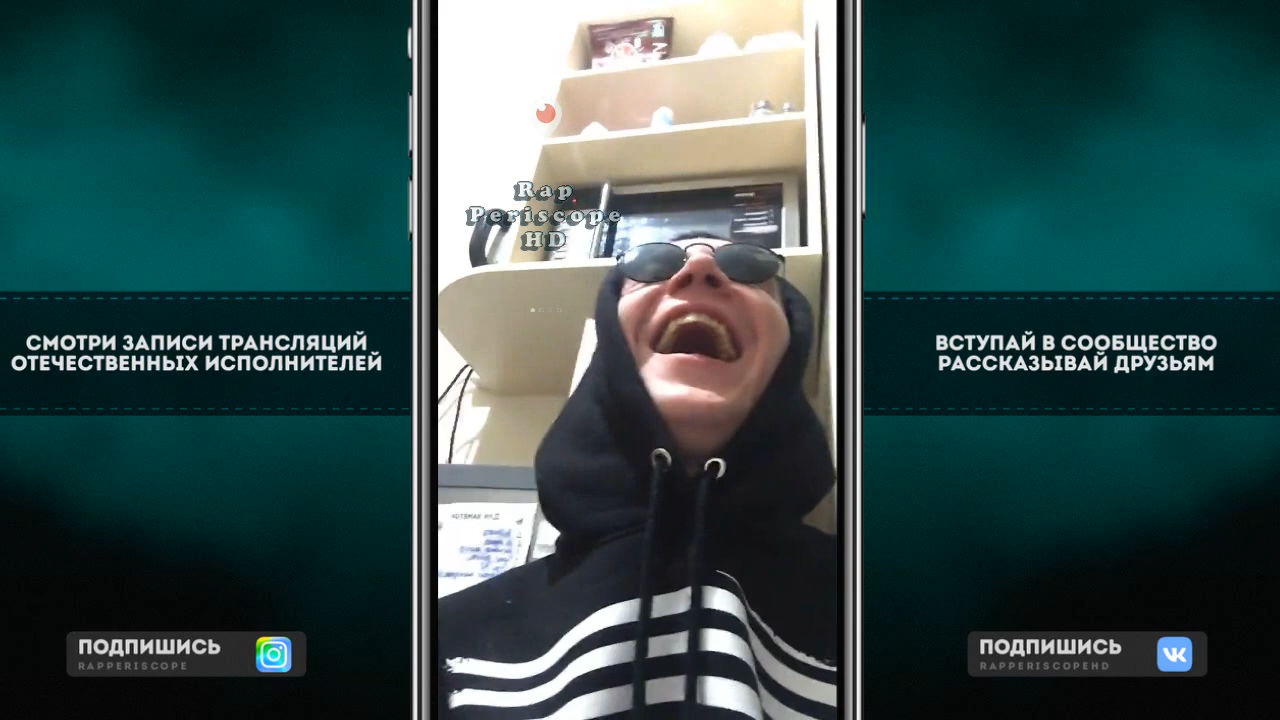 Rap
Periscope
HD
СМОТРИ ЗАПИСИ ТРАНСЛЯЦИЙ
ОТЕЧЕСТВЕННЫХ ИСПОЛНИТЕЛЕЙ
ВСТУПАЙ В СООБЩЕСТВО
РАССКАЗЫВАЙ ДРУЗЬЯМ
ПОДПИШИСЬ
RAPPERISCOPE
ПОДПИШИСЬ
RAPPERISCOPEHD